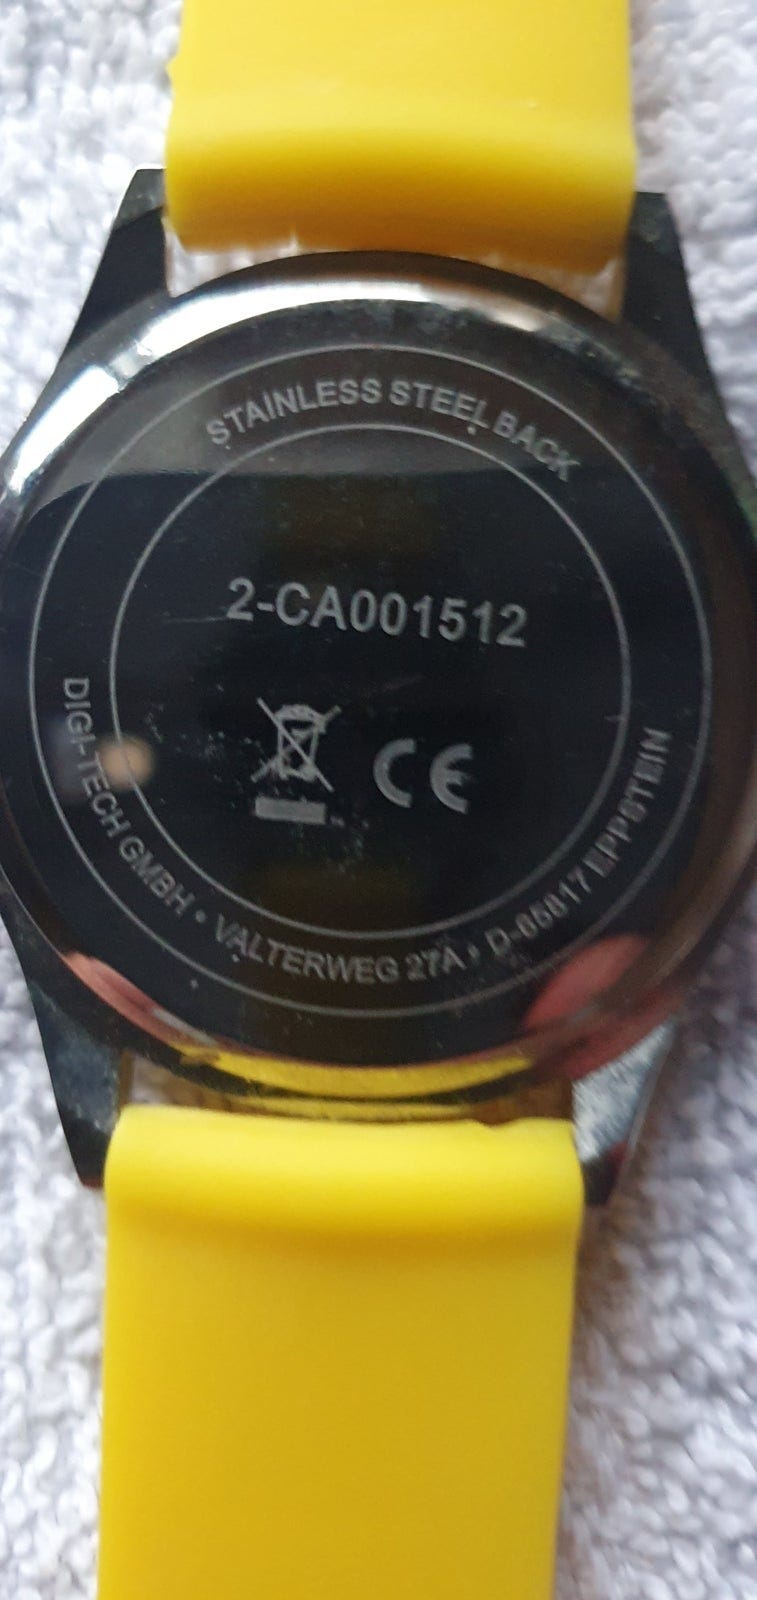 STAINLESS STEEL BACK
2-CA001512
CE
DIGI-TECH GMBH • VALTERWEG 27A • D-65817 EPPSTEIN